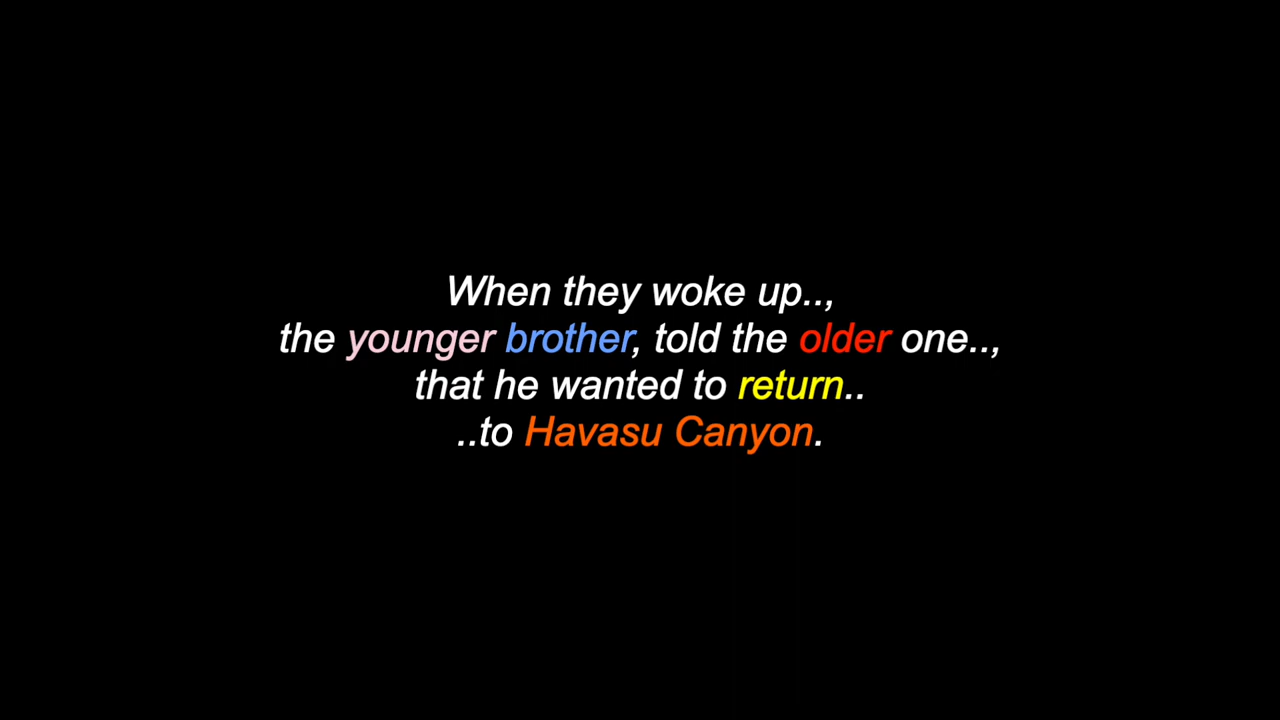 When they woke up..,
the younger brother, told the older one..,
that he wanted to return..
..to Havasu Canyon.